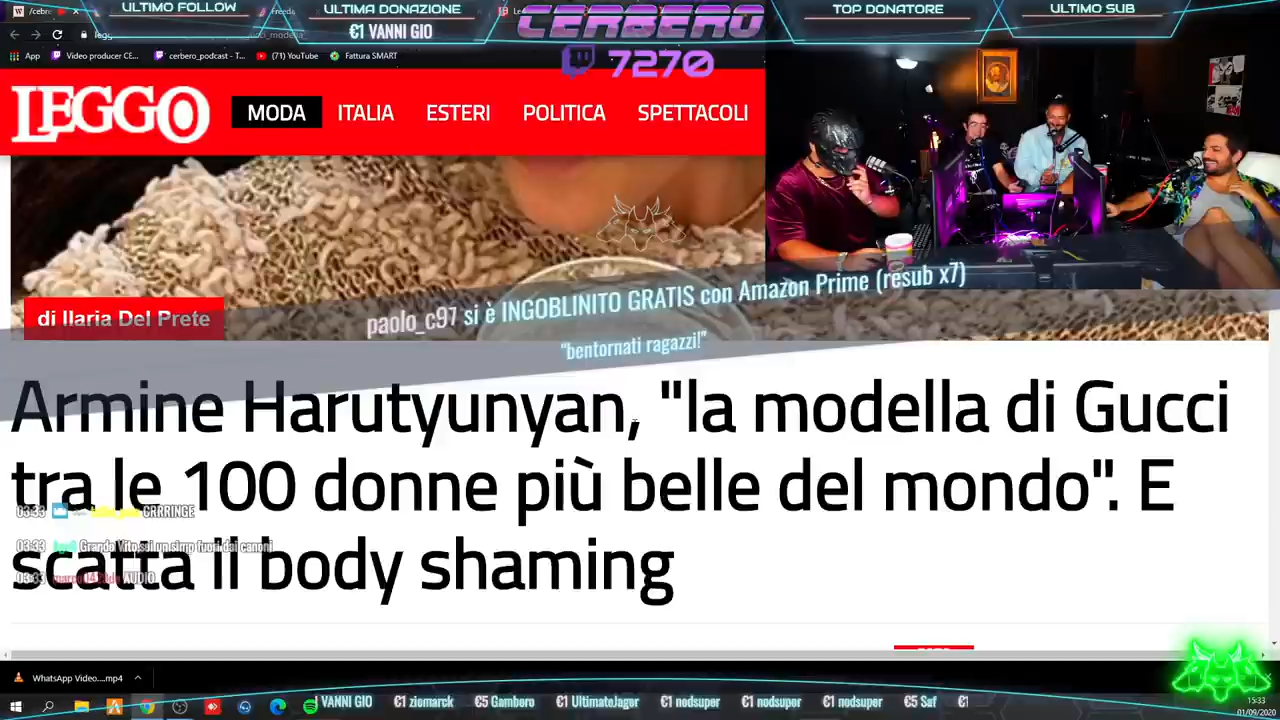 ULTIMO FOLLOW
ULTIMA DONAZIONE
€1 VANNI GIO
CERBERO
7270
TOP DONATORE
ULTIMO SUB
App
Video producer CE...
cerbero_podcast - T...
(71) YouTube
Fattura SMART
LEGGO
MODA
ITALIA
ESTERI
POLITICA
SPETTACOLI
di Ilaria Del Prete
paolo_c97 si è INGOBLINITO GRATIS con Amazon Prime (resub x7)
"bentornati ragazzi!"
Armine Harutyunyan, "la modella di Gucci
tra le 100 donne più belle del mondo". E
scatta il body shaming
03:33 CRRRINGE
03:33 Grande Vito sei un simp fuori dai canoni
03:33 AUDIO
WhatsApp Video....mp4
VANNI GIO €1 ziomarck €5 Gambero €1 UltimateJager €1 nodsuper €1 nodsuper €1 nodsuper €5 Saf €1
15:33
01/09/2020